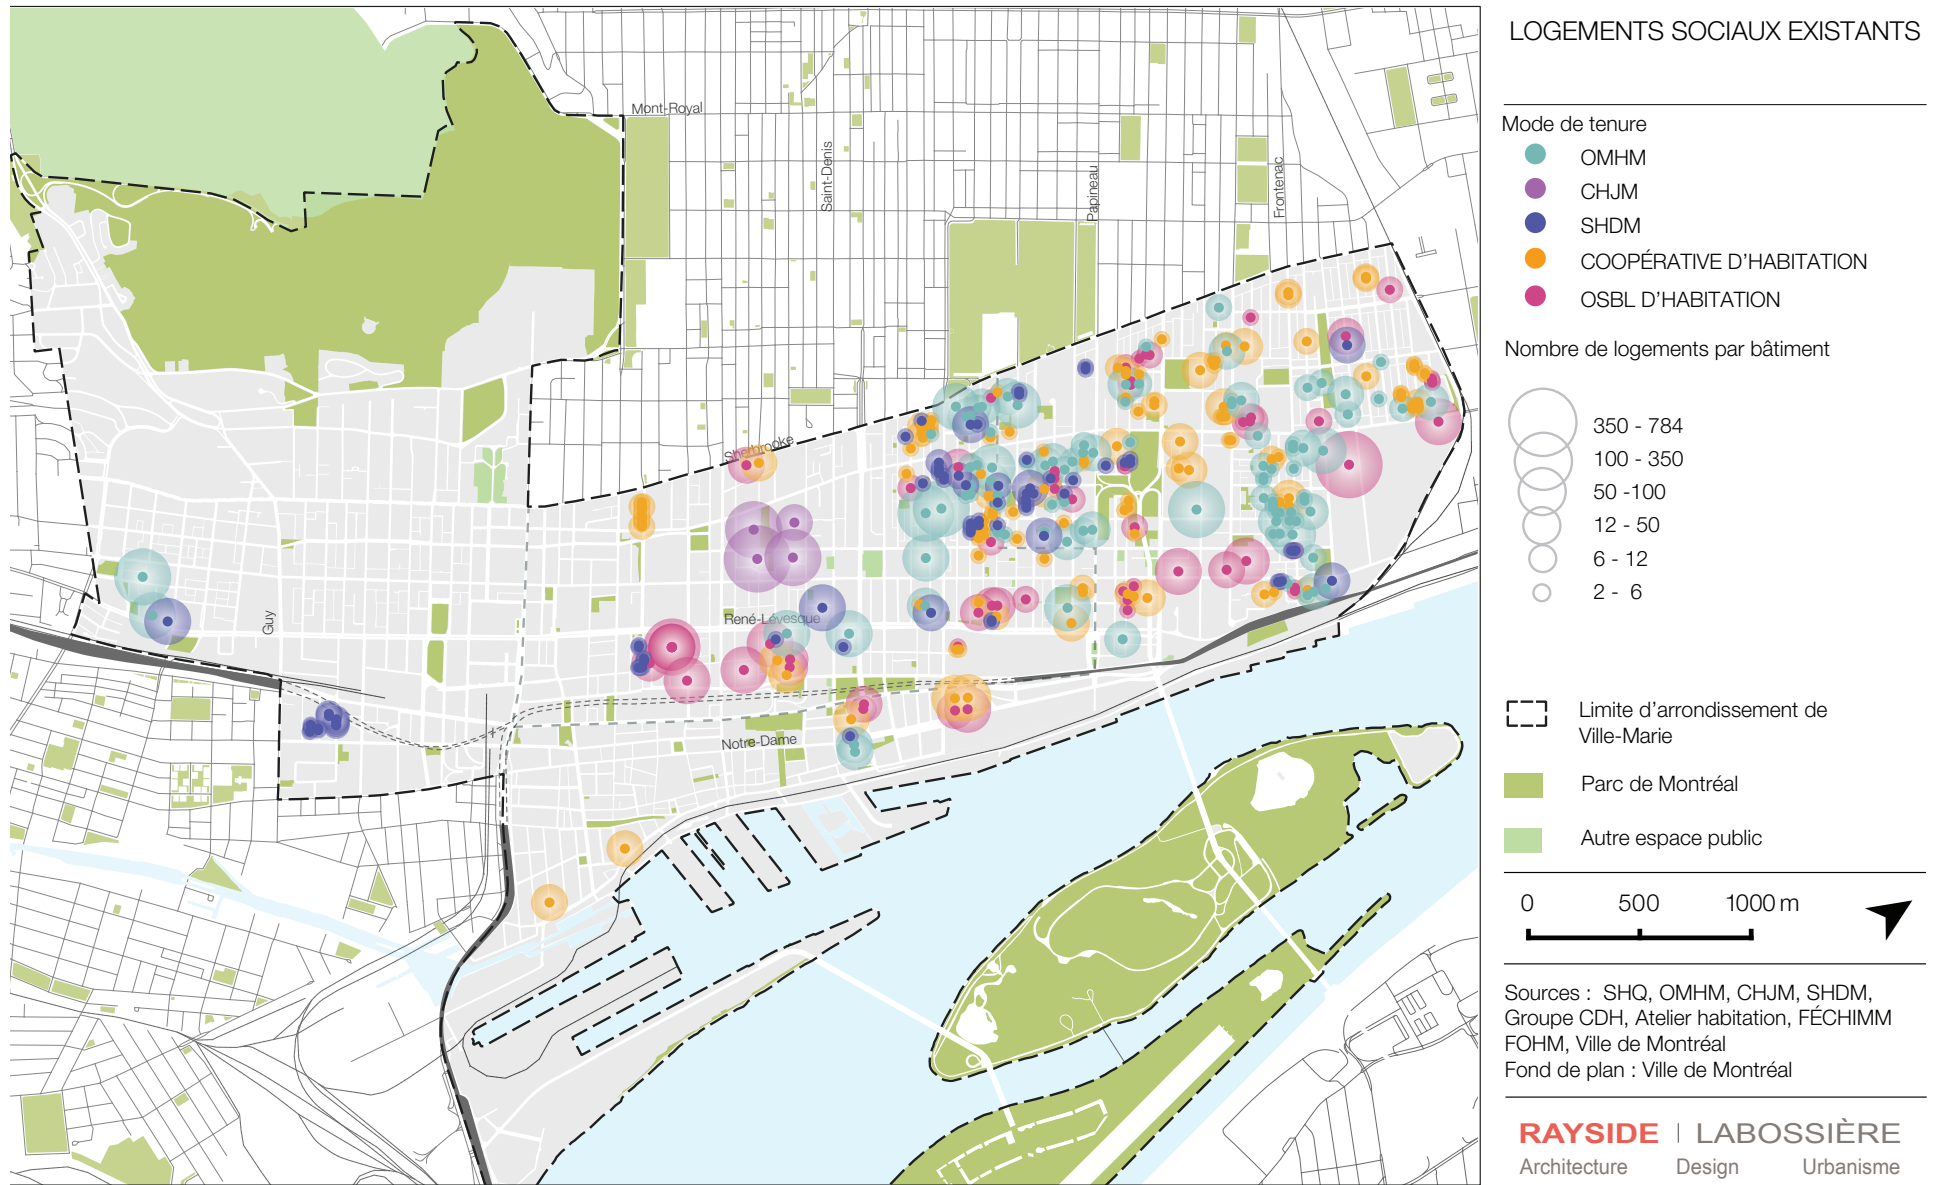 LOGEMENTS SOCIAUX EXISTANTS
Mode de tenure
OMHM
CHJM
SHDM
COOPÉRATIVE D'HABITATION
OSBL D'HABITATION
Nombre de logements par bâtiment
350 - 784
100 - 350
50 -100
12 - 50
6 - 12
2 - 6
Limite d'arrondissement de
Ville-Marie
Parc de Montréal
Autre espace public
0 500 1000 m
Sources : SHQ, OMHM, CHJM, SHDM,
Groupe CDH, Atelier habitation, FÉCHIMM
FOHM, Ville de Montréal
Fond de plan : Ville de Montréal
RAYSIDE | LABOSSIÈRE
Architecture Design Urbanisme
Mont-Royal
Saint-Denis
Papineau
Frontenac
Sherbrooke
Guy
René-Lévesque
Notre-Dame